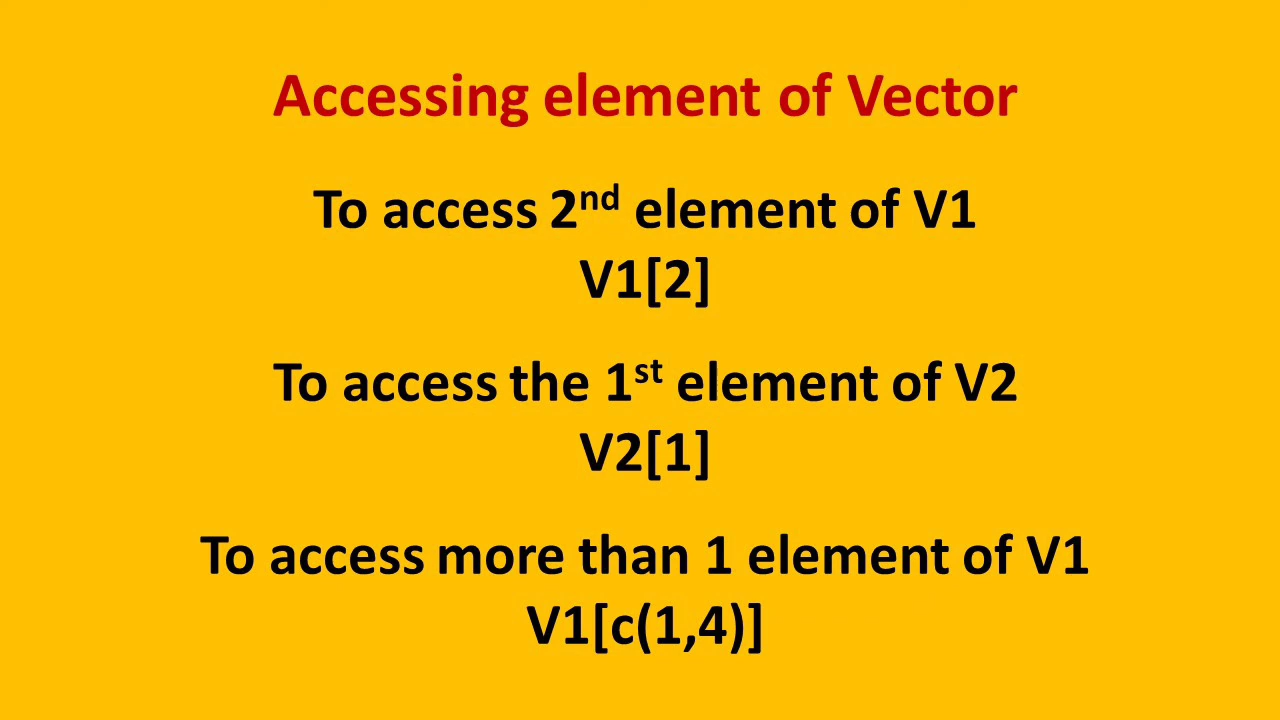 Accessing element of Vector
To access 2nd element of V1
V1[2]
To access the 1st element of V2
V2[1]
To access more than 1 element of V1
V1[c(1,4)]